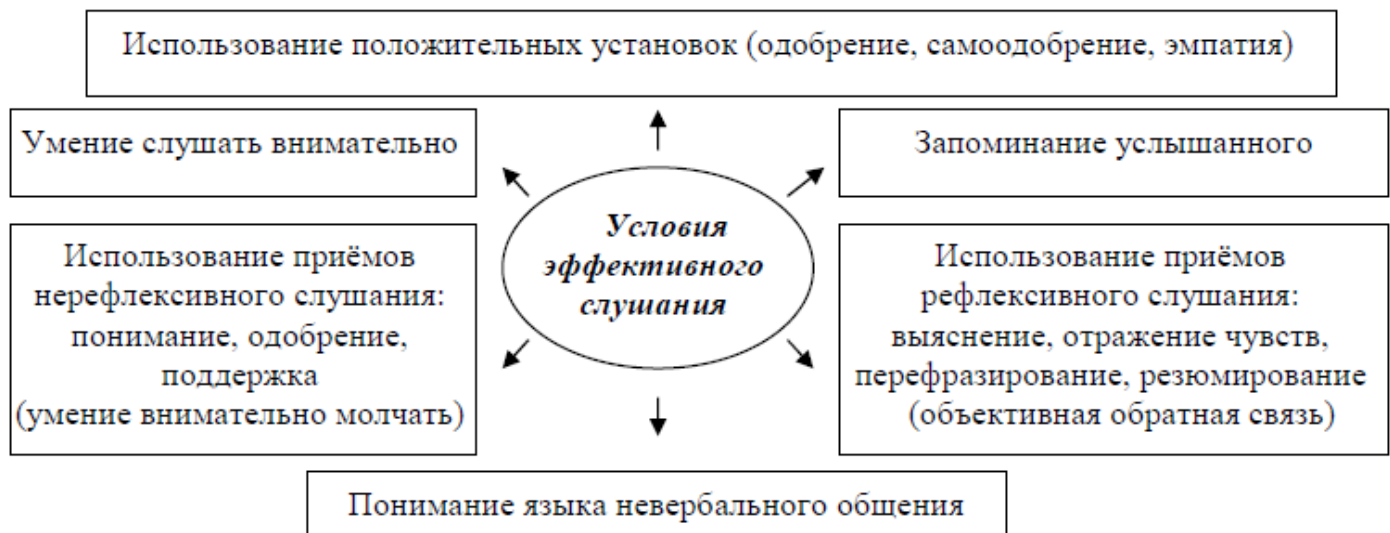 Использование положительных установок (одобрение, самоодобрение, эмпатия)
Умение слушать внимательно
Запоминание услышанного
Условия
эффективного
слушания
Использование приёмов
нерефлексивного слушания:
понимание, одобрение,
поддержка
(умение внимательно молчать)
Использование приёмов
рефлексивного слушания:
выяснение, отражение чувств,
перефразирование, резюмирование
(объективная обратная связь)
Понимание языка невербального общения